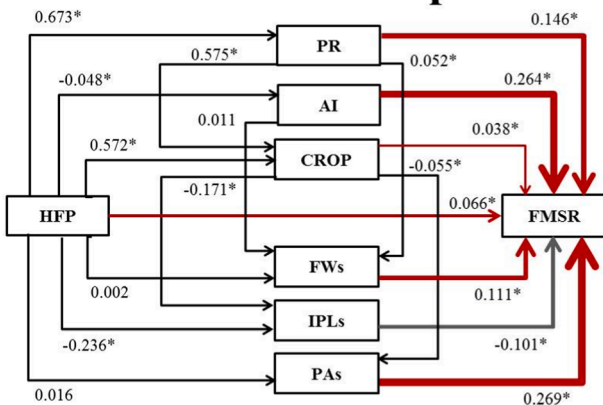 0.673*
PR
0.146*
0.575*
0.052*
-0.048*
AI
0.264*
0.011
0.038*
0.572*
CROP
-0.055*
-0.171*
HFP
0.066*
FMSR
FWs
0.002
0.111*
IPLs
-0.236*
-0.101*
PAs
0.016
0.269*